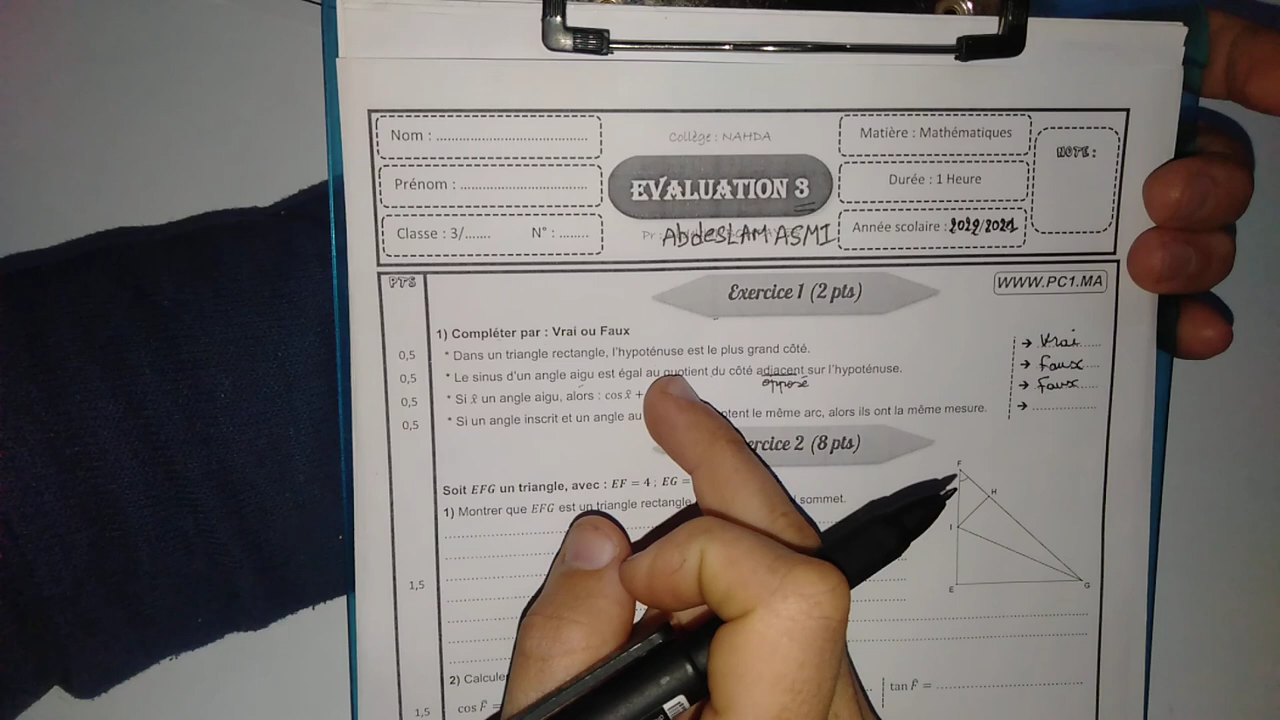 Nom : ....................................
Prénom : ..............................
Classe : 3/....... N° : ........
Collège : NAHDA
EVALUATION 3
Pr : AbdeSLAM ASMI
Matière : Mathématiques
Durée : 1 Heure
Année scolaire :
NOTE :
PTS
Exercice 1 (2 pts)
WWW.PC1.MA
1) Compléter par : Vrai ou Faux
0,5 * Dans un triangle rectangle, l'hypoténuse est le plus grand côté. → Vrai......
0,5 * Le sinus d'un angle aigu est égal au quotient du côté adjacent sur l'hypoténuse. → Faux....
opposé
0,5 * Si x̂ un angle aigu, alors : cos x̂ + → Faux....
0,5 * Si un angle inscrit et un angle au le même arc, alors ils ont la même mesure. → ................
Exercice 2 (8 pts)
Soit EFG un triangle, avec : EF = 4 ; EG =
1) Montrer que EFG est un triangle rectangle sommet.
F
H
I
E
G
1,5
2) Calcule
1,5 cos F̂ = tan F̂ = ................................